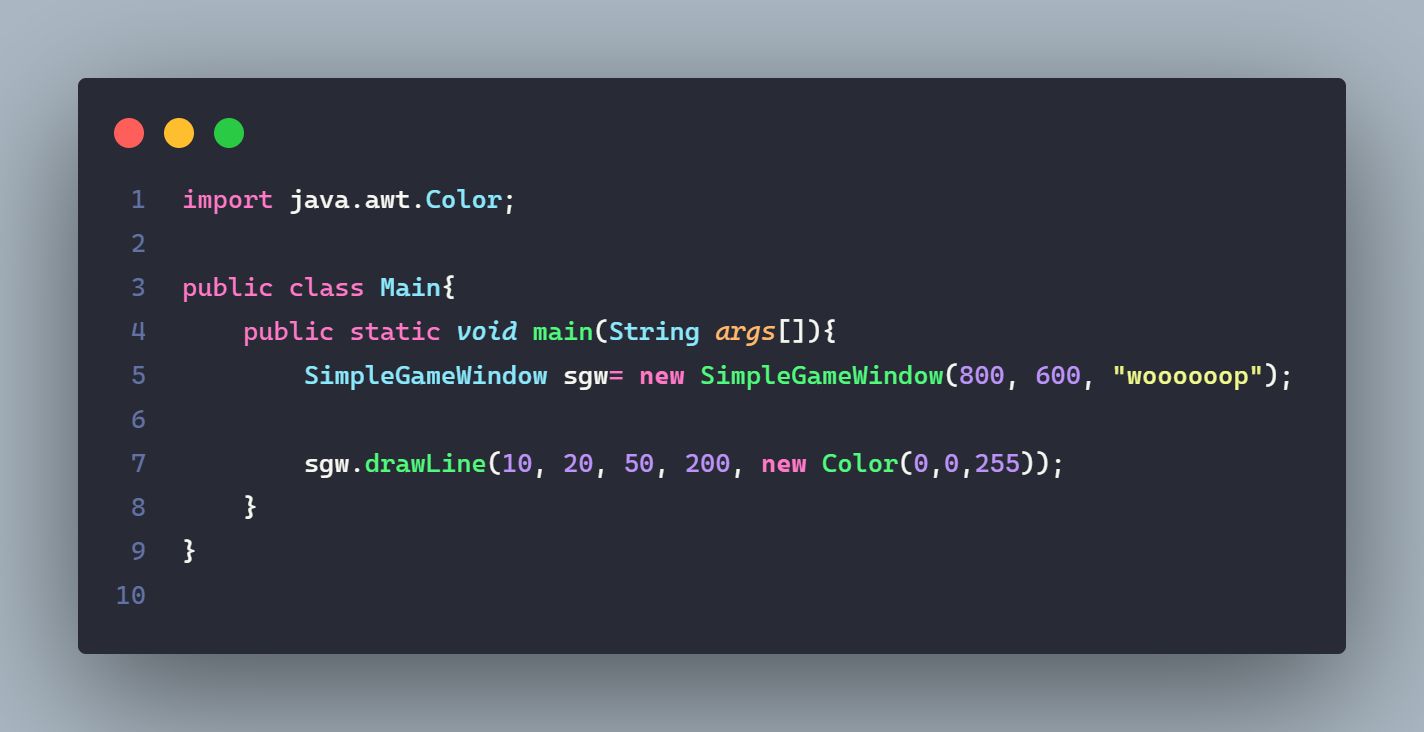 1 import java.awt.Color;
2
3 public class Main{
4     public static void main(String args[]){
5         SimpleGameWindow sgw= new SimpleGameWindow(800, 600, "woooooop");
6
7         sgw.drawLine(10, 20, 50, 200, new Color(0,0,255));
8     }
9 }
10